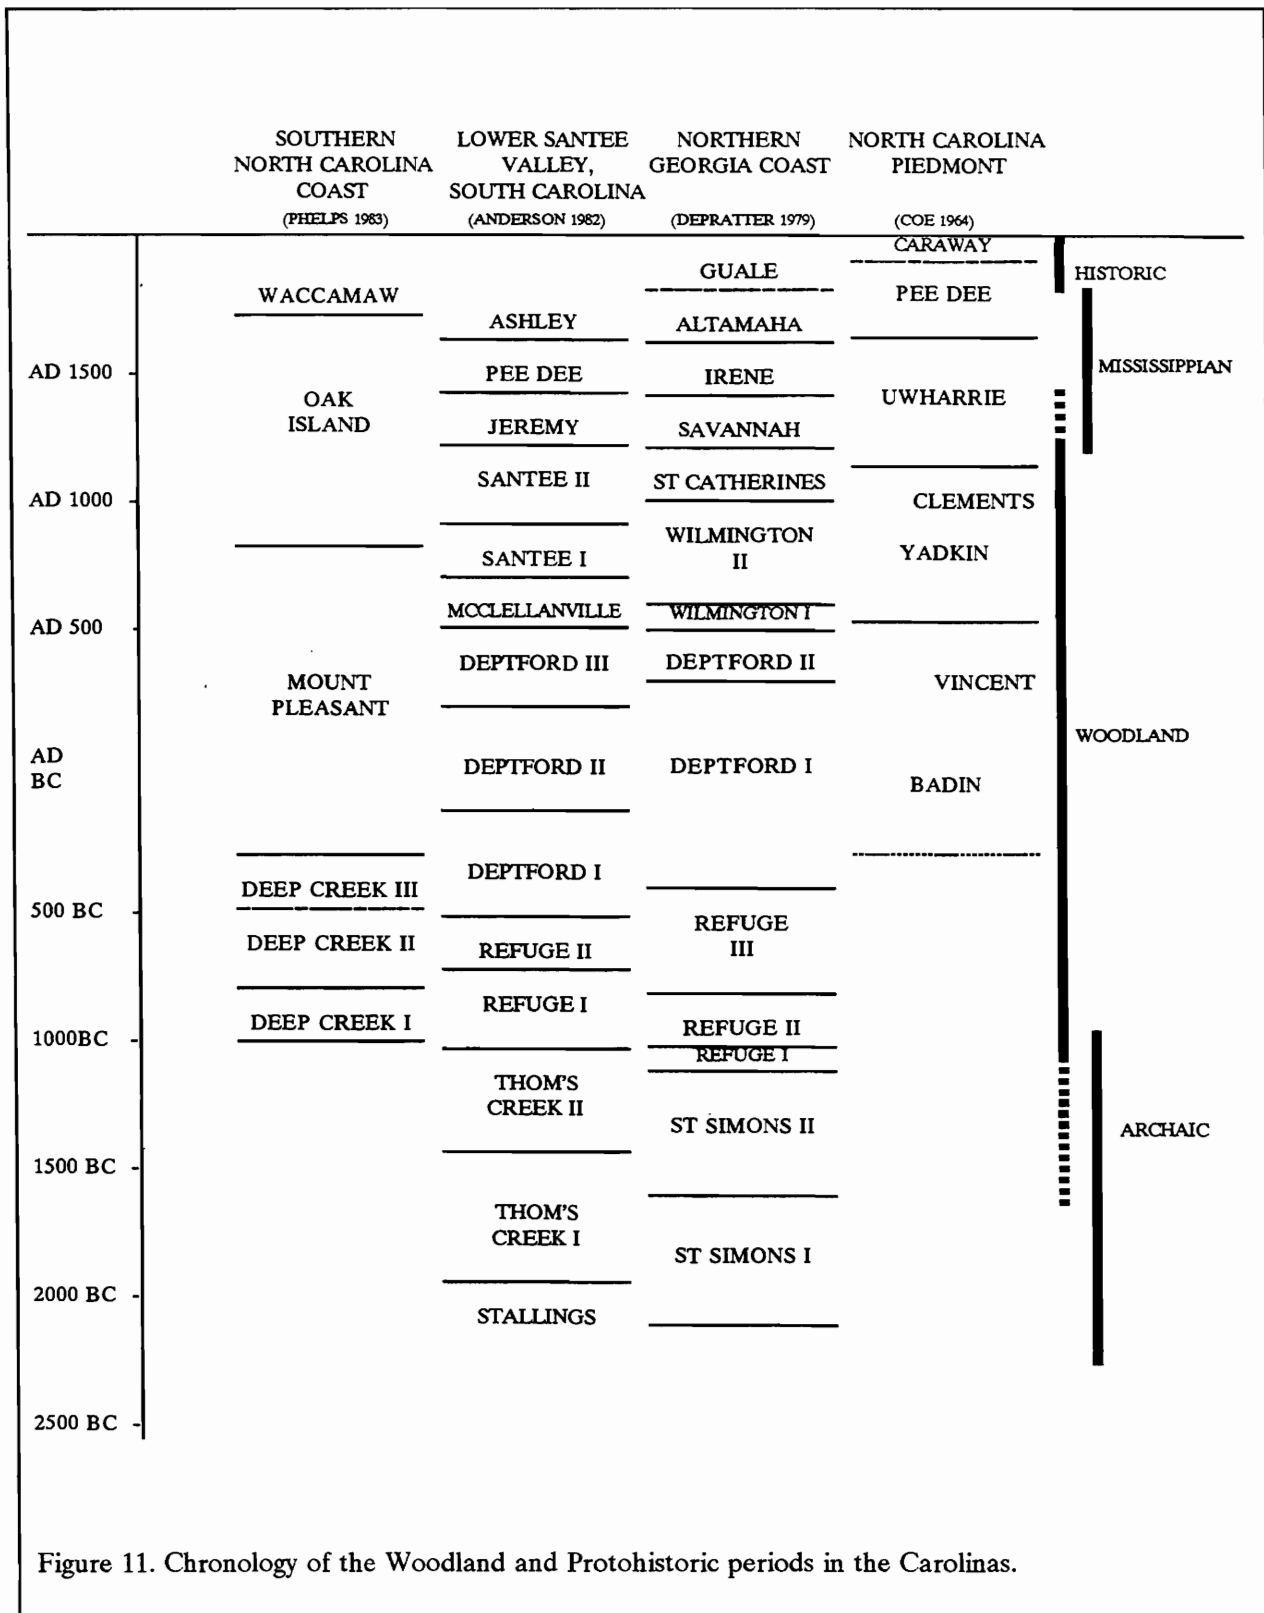 SOUTHERN
NORTH CAROLINA
COAST
(PHELPS 1983)
LOWER SANTEE
VALLEY,
SOUTH CAROLINA
(ANDERSON 1982)
NORTHERN
GEORGIA COAST
(DEPRATTER 1979)
NORTH CAROLINA
PIEDMONT
(COE 1964)
AD 1500
AD 1000
AD 500
AD
BC
500 BC
1000BC
1500 BC
2000 BC
2500 BC
WACCAMAW
OAK
ISLAND
MOUNT
PLEASANT
DEEP CREEK III
DEEP CREEK II
DEEP CREEK I
ASHLEY
PEE DEE
JEREMY
SANTEE II
SANTEE I
MCCLELLANVILLE
DEPTFORD III
DEPTFORD II
DEPTFORD I
REFUGE II
REFUGE I
THOM'S
CREEK II
THOM'S
CREEK I
STALLINGS
GUALE
ALTAMAHA
IRENE
SAVANNAH
ST CATHERINES
WILMINGTON
II
WILMINGTON I
DEPTFORD II
DEPTFORD I
REFUGE
III
REFUGE II
REFUGE I
ST SIMONS II
ST SIMONS I
CARAWAY
PEE DEE
UWHARRIE
CLEMENTS
YADKIN
VINCENT
BADIN
HISTORIC
MISSISSIPPIAN
WOODLAND
ARCHAIC
Figure 11. Chronology of the Woodland and Protohistoric periods in the Carolinas.